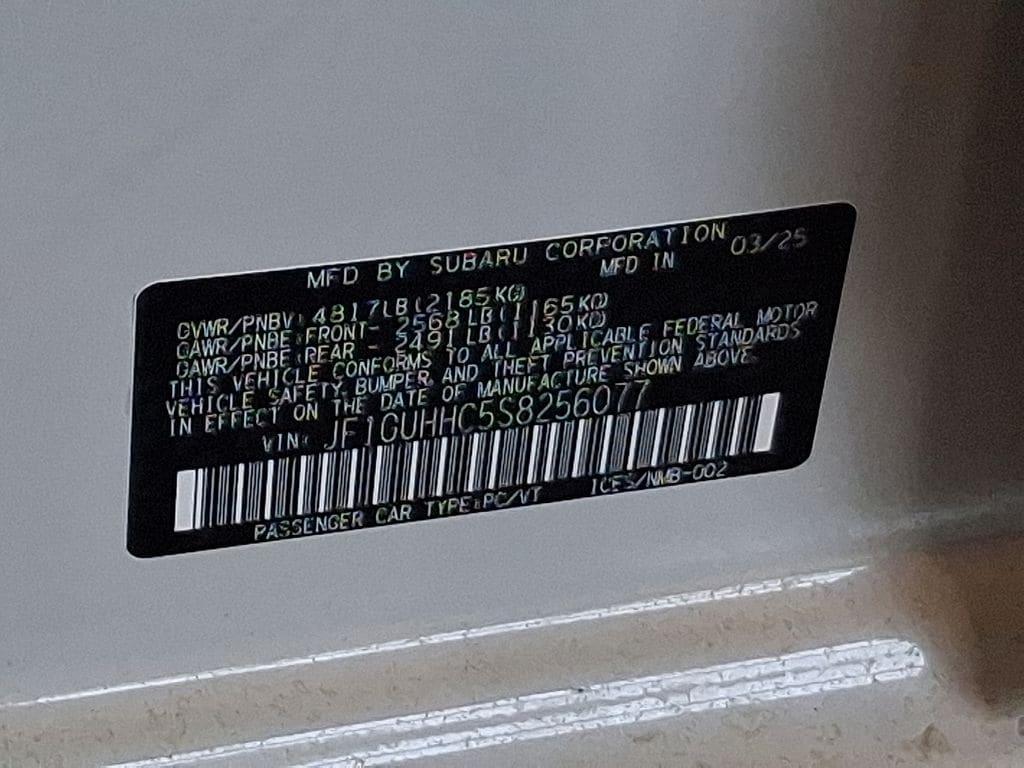 MFD BY SUBARU CORPORATION
MFD IN 03/25
GVWR/PNBV: 4817LB(2185KG)
GAWR/PNBE:FRONT- 2568LB(1165KG)
GAWR/PNBE:REAR - 2491LB(1130KG)
THIS VEHICLE CONFORMS TO ALL APPLICABLE FEDERAL MOTOR
VEHICLE SAFETY, BUMPER, AND THEFT PREVENTION STANDARDS
IN EFFECT ON THE DATE OF MANUFACTURE SHOWN ABOVE.
VIN: JF1GUHHC5S8256077
PASSENGER CAR TYPE:PC/VT ICES/NMB-002